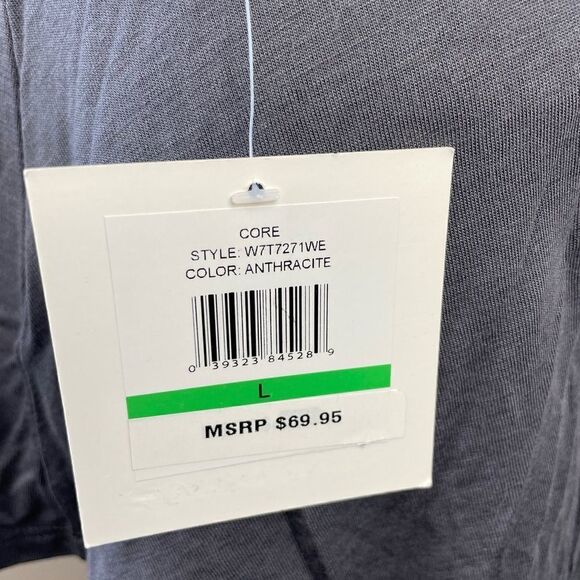 CORE
STYLE: W7T7271WE
COLOR: ANTHRACITE
0 39323 84528 9
L
MSRP $69.95